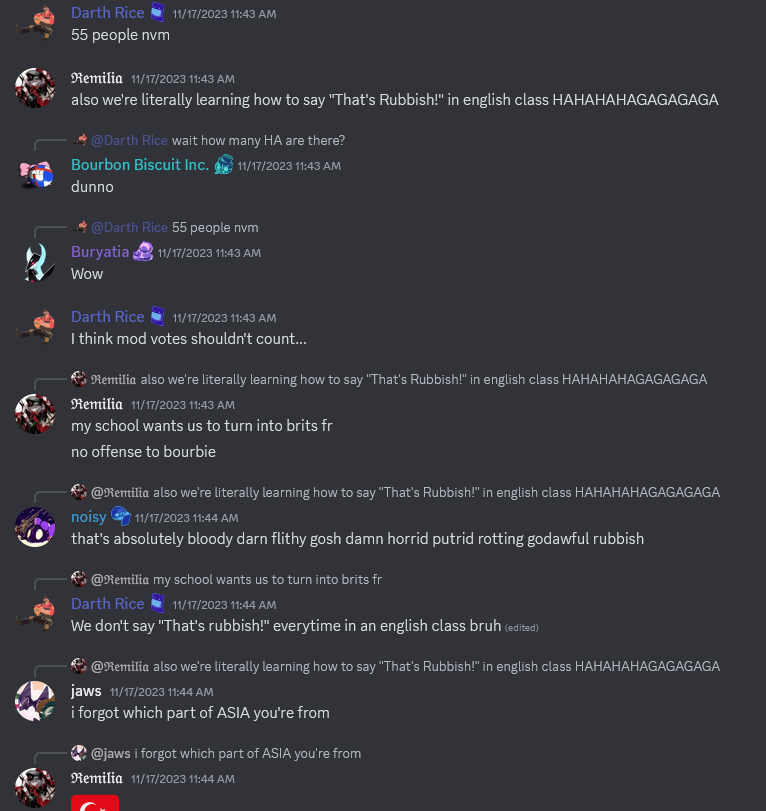 Darth Rice 11/17/2023 11:43 AM
55 people nvm
ℜ𝔢𝔪𝔦𝔩𝔦𝔞 11/17/2023 11:43 AM
also we're literally learning how to say "That's Rubbish!" in english class HAHAHAHAGAGAGAGA
@Darth Rice wait how many HA are there?
Bourbon Biscuit Inc. 11/17/2023 11:43 AM
dunno
@Darth Rice 55 people nvm
Buryatia 11/17/2023 11:43 AM
Wow
Darth Rice 11/17/2023 11:43 AM
I think mod votes shouldn't count...
ℜ𝔢𝔪𝔦𝔩𝔦𝔞 also we're literally learning how to say "That's Rubbish!" in english class HAHAHAHAGAGAGAGA
ℜ𝔢𝔪𝔦𝔩𝔦𝔞 11/17/2023 11:43 AM
my school wants us to turn into brits fr
no offense to bourbie
@ℜ𝔢𝔪𝔦𝔩𝔦𝔞 also we're literally learning how to say "That's Rubbish!" in english class HAHAHAHAGAGAGAGA
noisy 11/17/2023 11:44 AM
that's absolutely bloody darn flithy gosh damn horrid putrid rotting godawful rubbish
@ℜ𝔢𝔪𝔦𝔩𝔦𝔞 my school wants us to turn into brits fr
Darth Rice 11/17/2023 11:44 AM
We don't say "That's rubbish!" everytime in an english class bruh (edited)
@ℜ𝔢𝔪𝔦𝔩𝔦𝔞 also we're literally learning how to say "That's Rubbish!" in english class HAHAHAHAGAGAGAGA
jaws 11/17/2023 11:44 AM
i forgot which part of ASIA you're from
@jaws i forgot which part of ASIA you're from
ℜ𝔢𝔪𝔦𝔩𝔦𝔞 11/17/2023 11:44 AM